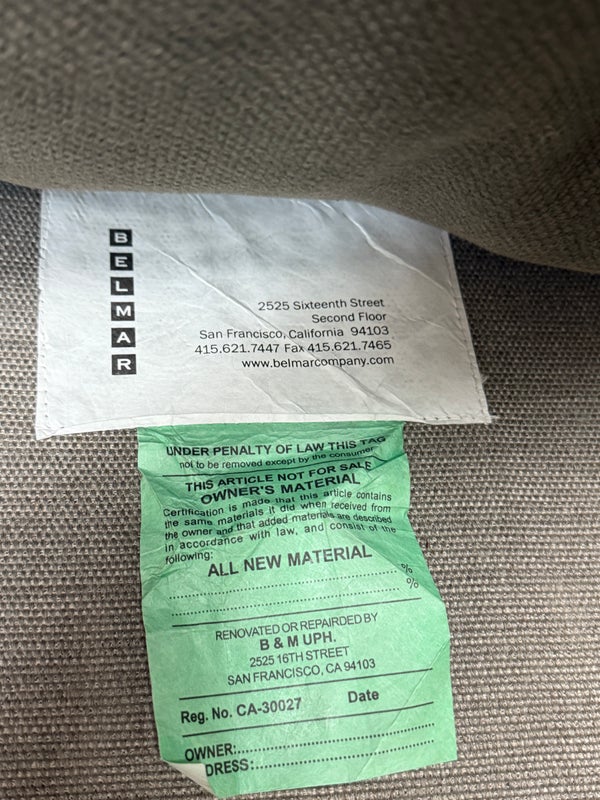 BELMAR
2525 Sixteenth Street
Second Floor
San Francisco, California 94103
415.621.7447 Fax 415.621.7465
www.belmarcompany.com
UNDER PENALTY OF LAW THIS TAG
not to be removed except by the consumer
THIS ARTICLE NOT FOR SALE
OWNER'S MATERIAL
Certification is made that this article contains
the same materials it did when received from
the owner and that added materials are described
in accordance with law, and consist of the
following:
ALL NEW MATERIAL
%
%
RENOVATED OR REPAIRDED BY
B & M UPH.
2525 16TH STREET
SAN FRANCISCO, CA 94103
Reg. No. CA-30027 Date
OWNER:
DRESS: